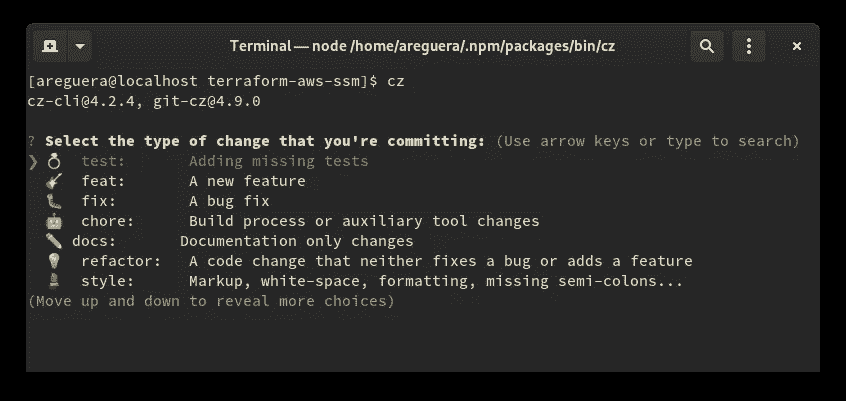 Terminal — node /home/areguera/.npm/packages/bin/cz
[areguera@localhost terraform-aws-ssm]$ cz
cz-cli@4.2.4, git-cz@4.9.0
? Select the type of change that you're committing: (Use arrow keys or type to search)
❯ 💍 test: Adding missing tests
🎸 feat: A new feature
🐛 fix: A bug fix
🤖 chore: Build process or auxiliary tool changes
✏️ docs: Documentation only changes
💡 refactor: A code change that neither fixes a bug or adds a feature
💄 style: Markup, white-space, formatting, missing semi-colons...
(Move up and down to reveal more choices)